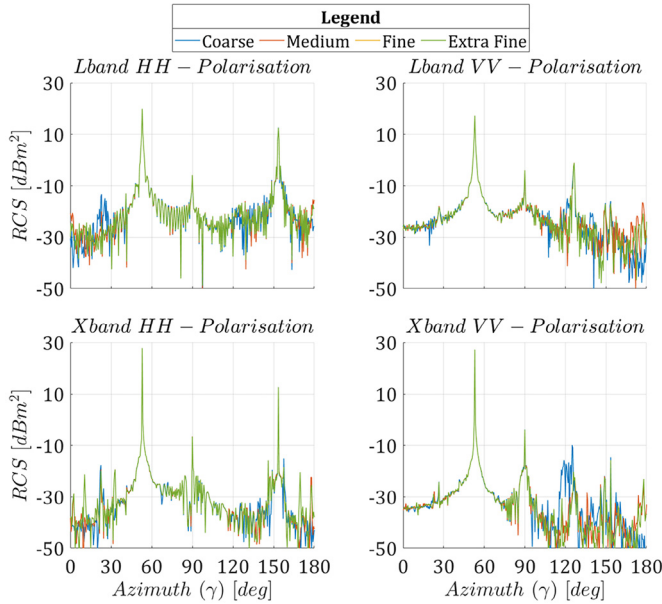 Legend
Coarse Medium Fine Extra Fine
Lband HH − Polarisation Lband VV − Polarisation
30 30
10 10
-10 -10
-30 -30
-50 -50
RCS [dBm²]
Xband HH − Polarisation Xband VV − Polarisation
30 30
10 10
-10 -10
-30 -30
-50 -50
RCS [dBm²]
0 30 60 90 120 150 180 0 30 60 90 120 150 180
Azimuth (γ) [deg] Azimuth (γ) [deg]